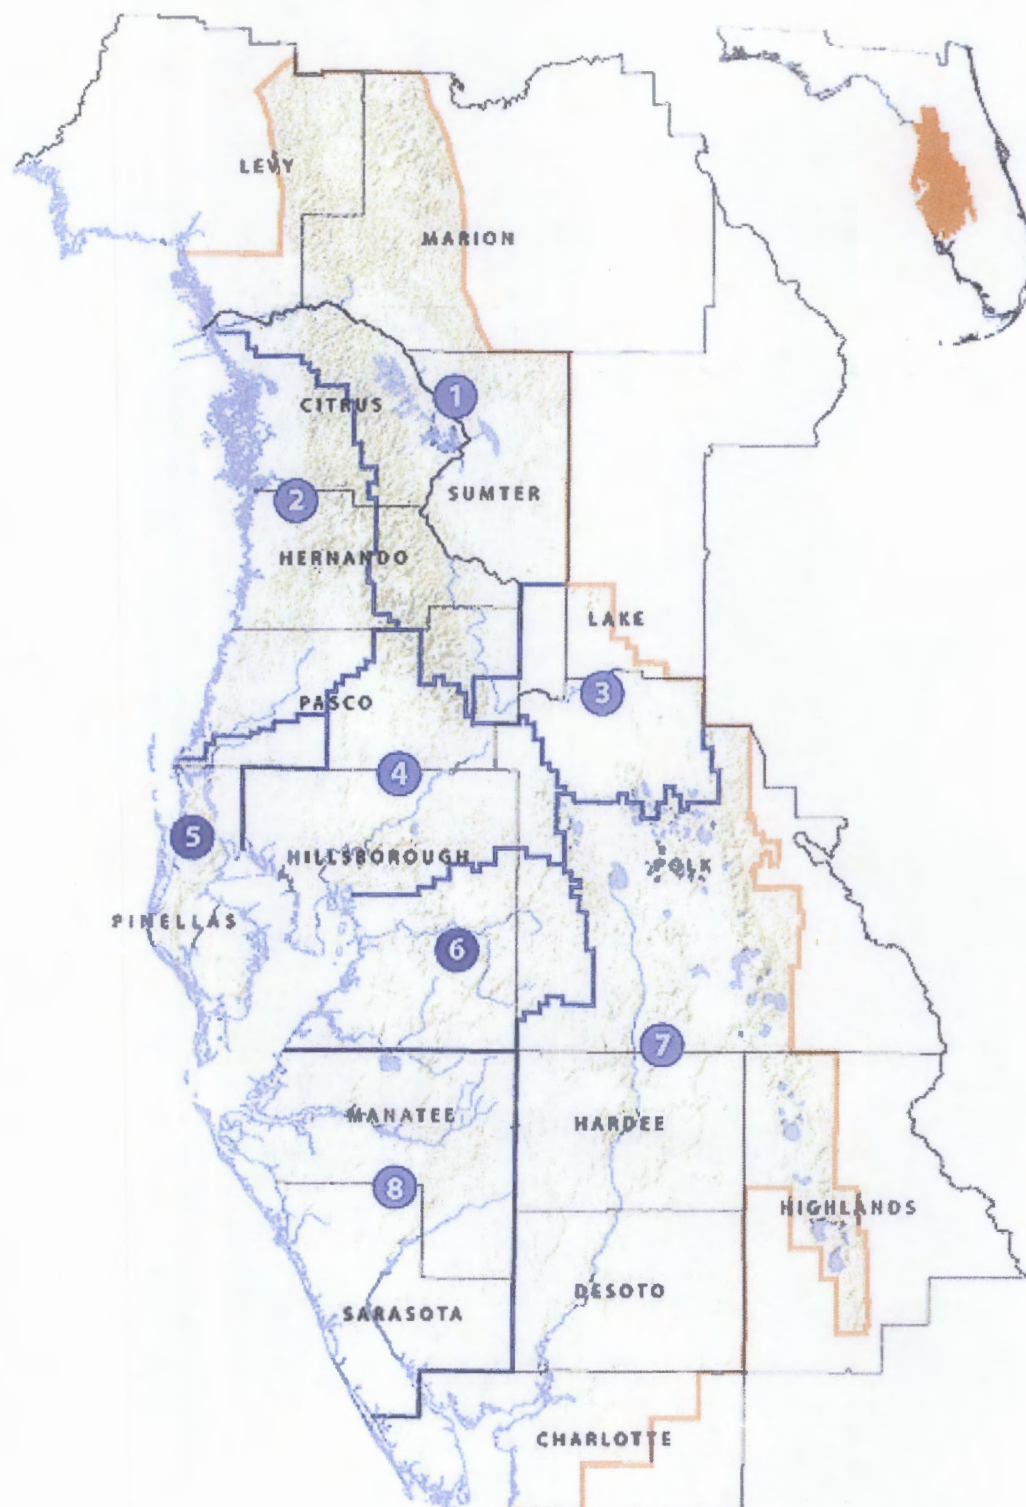 LEVY
MARION
1
CITRUS
SUMTER
2
HERNANDO
LAKE
3
PASCO
4
5
HILLSBOROUGH
POLK
PINELLAS
6
7
MANATEE
HARDEE
8
HIGHLANDS
DESOTO
SARASOTA
CHARLOTTE